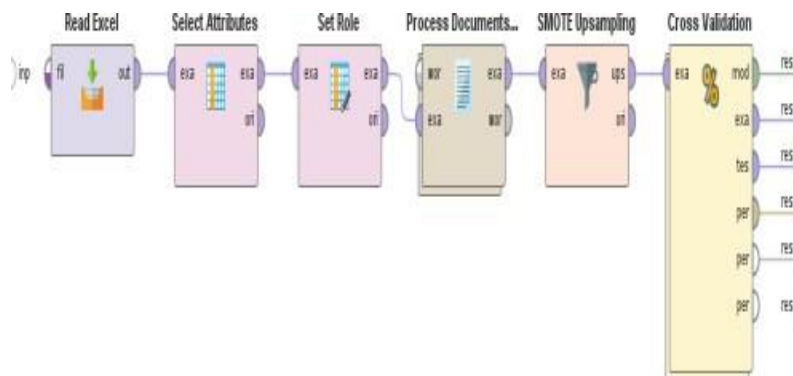 Read Excel
Select Attributes
Set Role
Process Documents...
SMOTE Upsampling
Cross Validation
inp
fil
out
exa
exa
ori
exa
exa
ori
wor
exa
exa
wor
exa
ups
ori
exa
mod
exa
tes
per
per
per
res
res
res
res
res
res